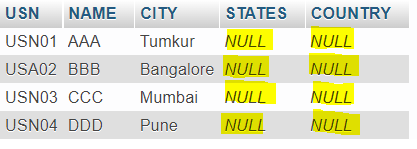 USN NAME CITY STATES COUNTRY
USN01 AAA Tumkur NULL NULL
USA02 BBB Bangalore NULL NULL
USN03 CCC Mumbai NULL NULL
USN04 DDD Pune NULL NULL